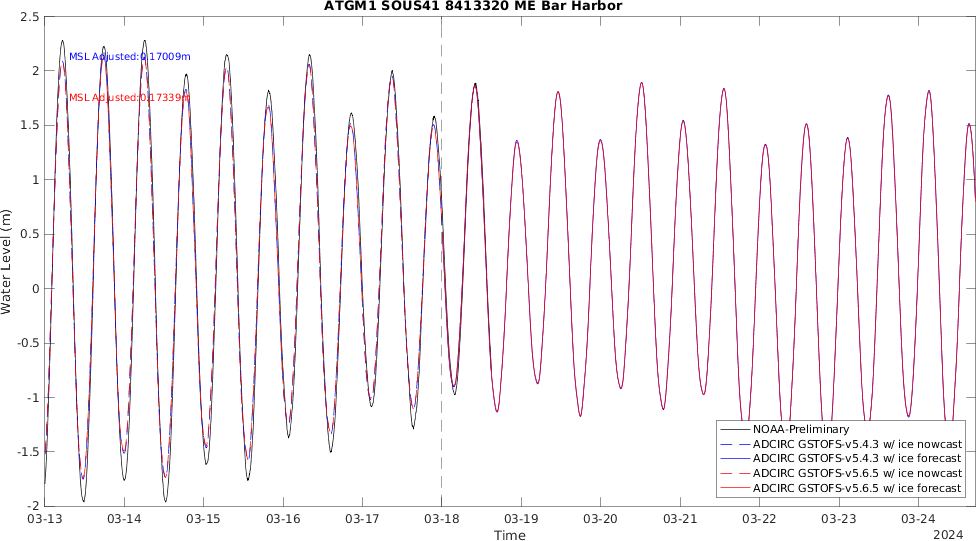 ATGM1 SOUS41 8413320 ME Bar Harbor
2.5
2
1.5
1
0.5
0
-0.5
-1
-1.5
-2
Water Level (m)
MSL Adjusted:0.17009m
MSL Adjusted:0.17339m
NOAA-Preliminary
ADCIRC GSTOFS-v5.4.3 w/ ice nowcast
ADCIRC GSTOFS-v5.4.3 w/ ice forecast
ADCIRC GSTOFS-v5.6.5 w/ ice nowcast
ADCIRC GSTOFS-v5.6.5 w/ ice forecast
03-13 03-14 03-15 03-16 03-17 03-18 03-19 03-20 03-21 03-22 03-23 03-24
Time
2024